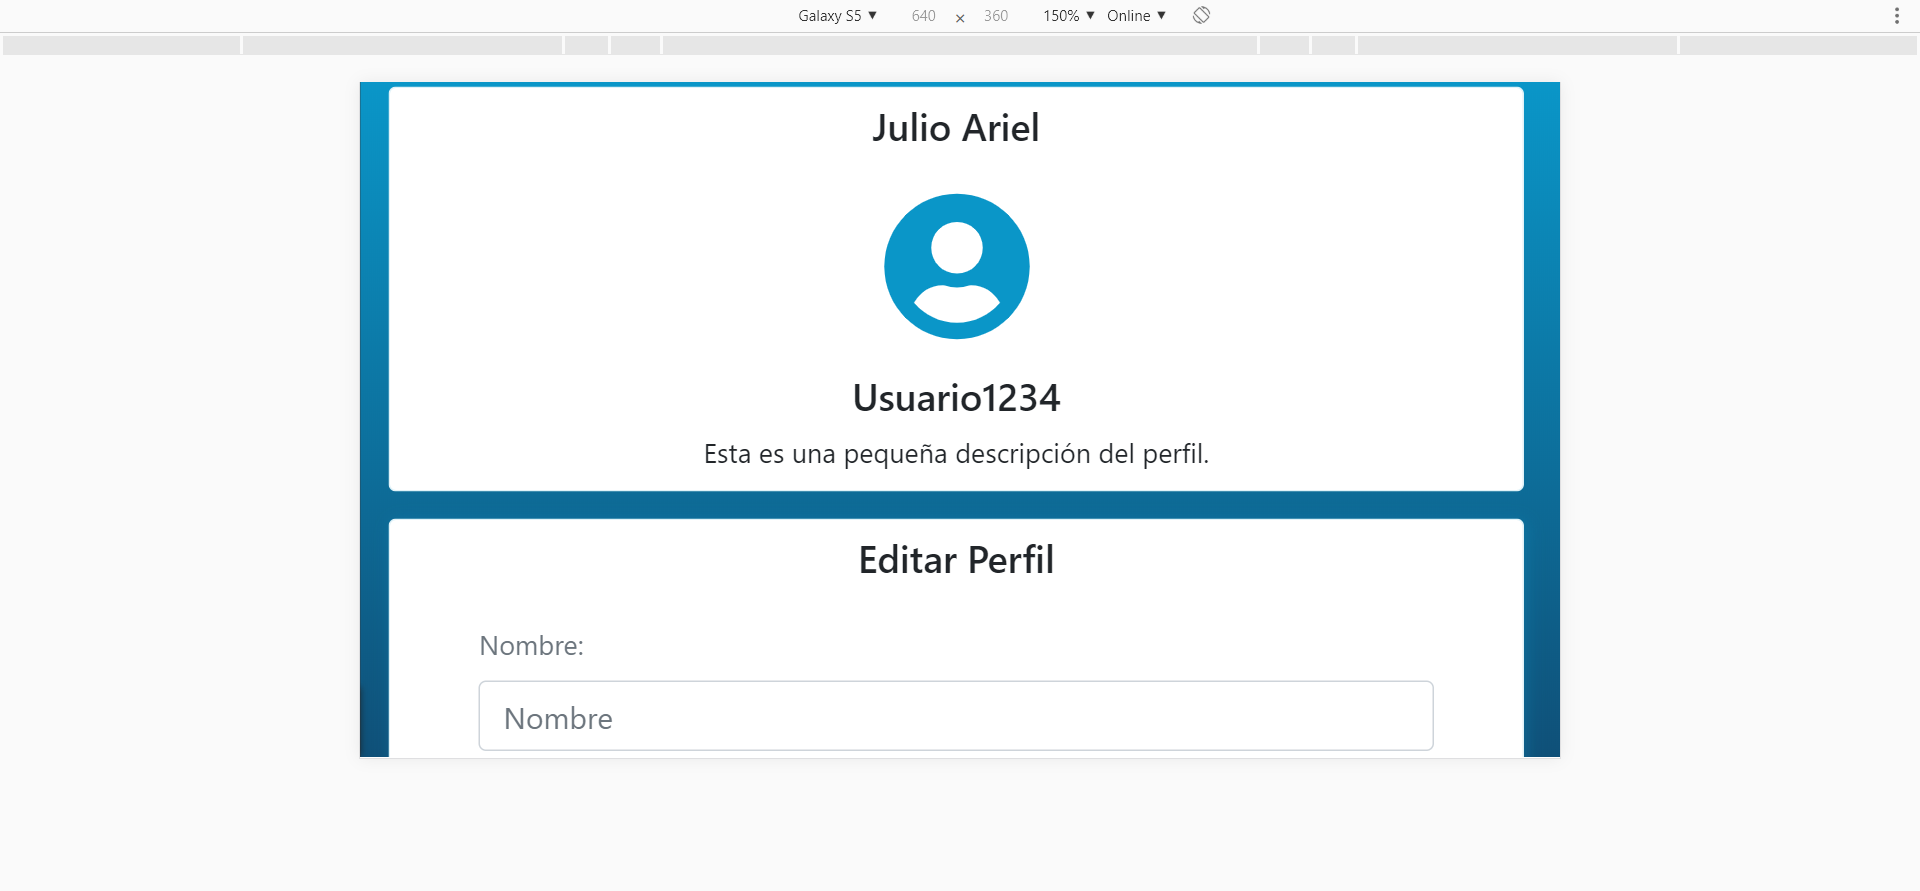 Galaxy S5 ▼ 640 × 360 150% ▼ Online ▼
Julio Ariel
Usuario1234
Esta es una pequeña descripción del perfil.
Editar Perfil
Nombre:
Nombre